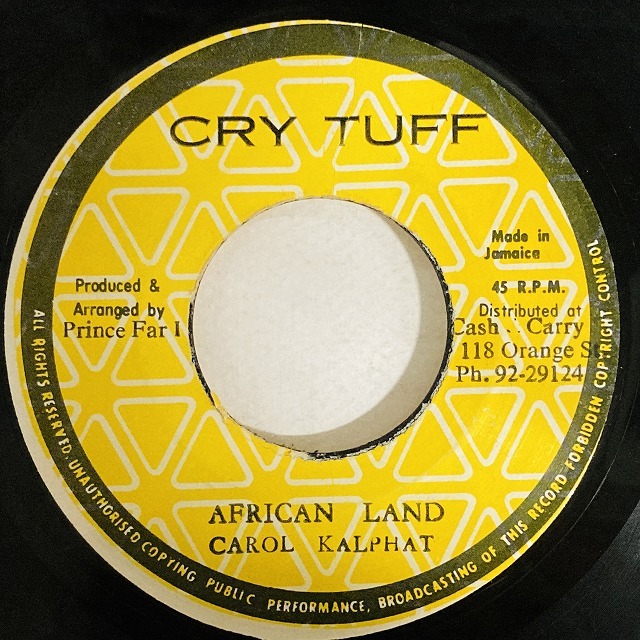 CRY TUFF
Made in
Jamaica
45 R.P.M.
Distributed at
Cash . . Carry
118 Orange St
Ph. 92-29124
Produced &
Arranged by
Prince Far I
AFRICAN LAND
CAROL KALPHAT
ALL RIGHTS RESERVED. UNAUTHORISED COPYING PUBLIC PERFORMANCE, BROADCASTING OF THIS RECORD FORBIDDEN COPYRIGHT CONTROL